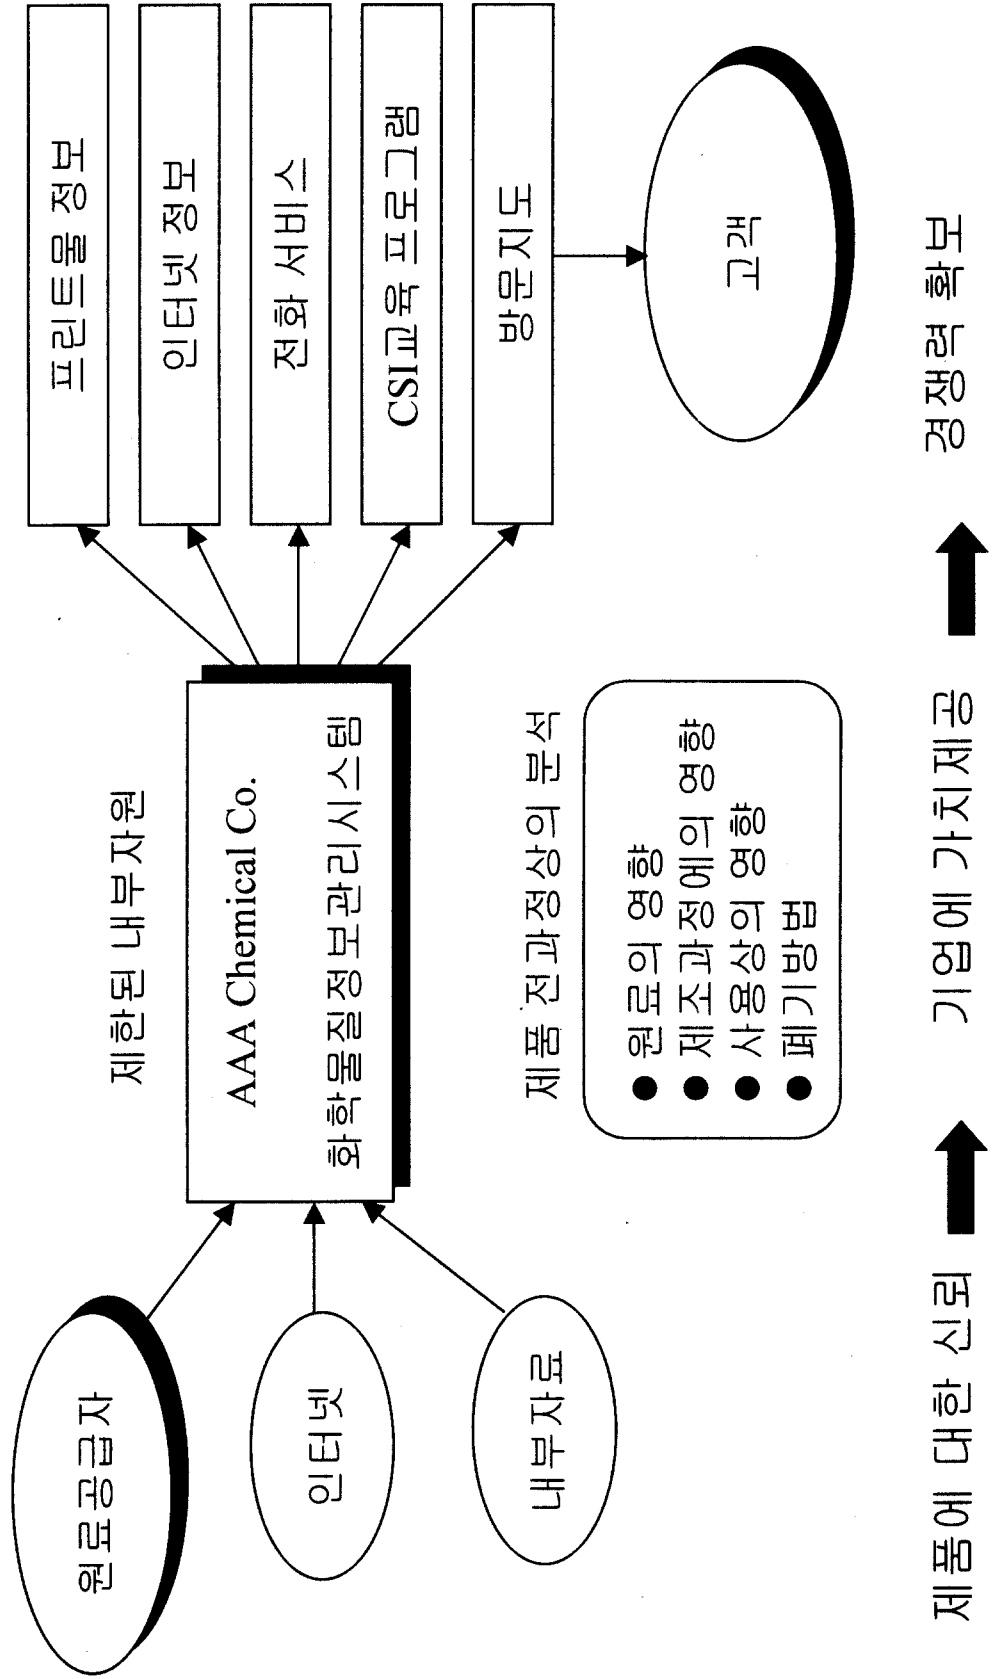 원료공급자
인터넷
내부자료
제한된 내부자원
AAA Chemical Co.
화학물질정보관리시스템
프린트물 정보
인터넷 정보
전화 서비스
CSI교육 프로그램
방문지도
고객
제품 전과정상의 분석
● 원료의 영향
● 제조과정에의 영향
● 사용상의 영향
● 폐기방법
제품에 대한 신뢰
기업에 가치제공
경쟁력 확보